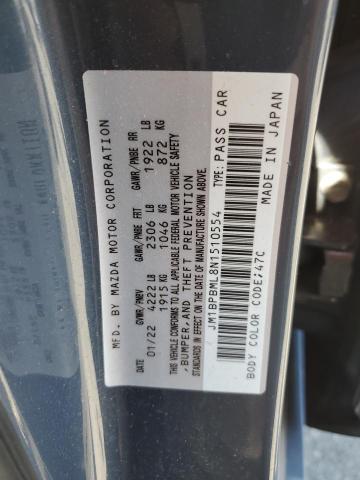 MFD. BY MAZDA MOTOR CORPORATION
DATE GVWR/PNBV GAWR/PNBE FRT GAWR/PNBE RR
01/22 4222 LB 2306 LB 1922 LB
1915 KG 1046 KG 872 KG
THIS VEHICLE CONFORMS TO ALL APPLICABLE FEDERAL MOTOR VEHICLE SAFETY
,BUMPER,AND THEFT PREVENTION
STANDARDS IN EFFECT ON THE DATE OF MANUFACTURE SHOWN ABOVE.
JM1BPBML8N1510554 TYPE: PASS CAR
BODY COLOR CODE:47C MADE IN JAPAN